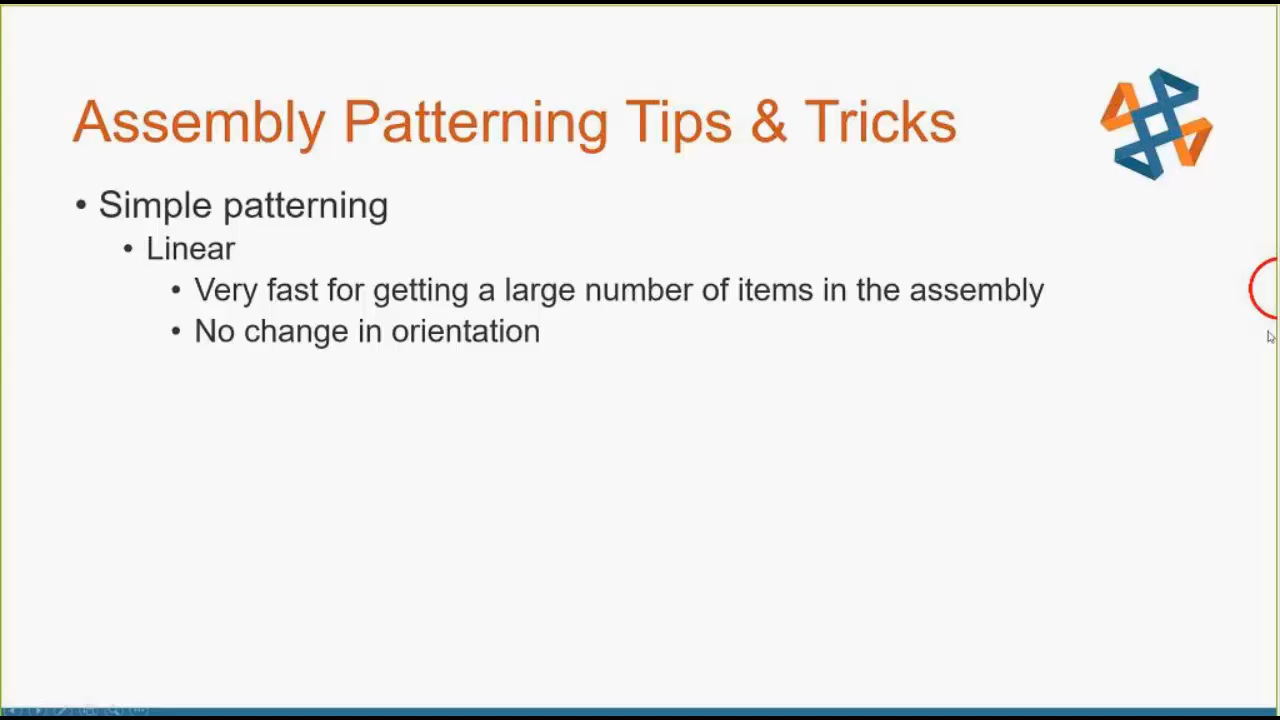 Assembly Patterning Tips & Tricks
• Simple patterning
• Linear
• Very fast for getting a large number of items in the assembly
• No change in orientation